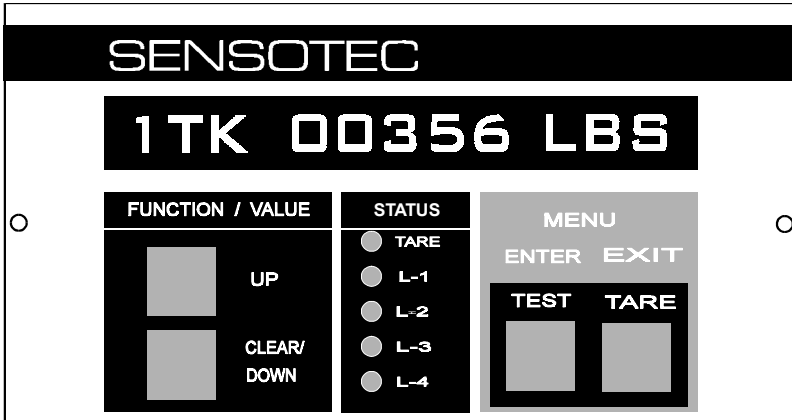 SENSOTEC
1TK 00356 LBS
FUNCTION / VALUE
UP
CLEAR/
DOWN
STATUS
TARE
L-1
L-2
L-3
L-4
MENU
ENTER EXIT
TEST TARE